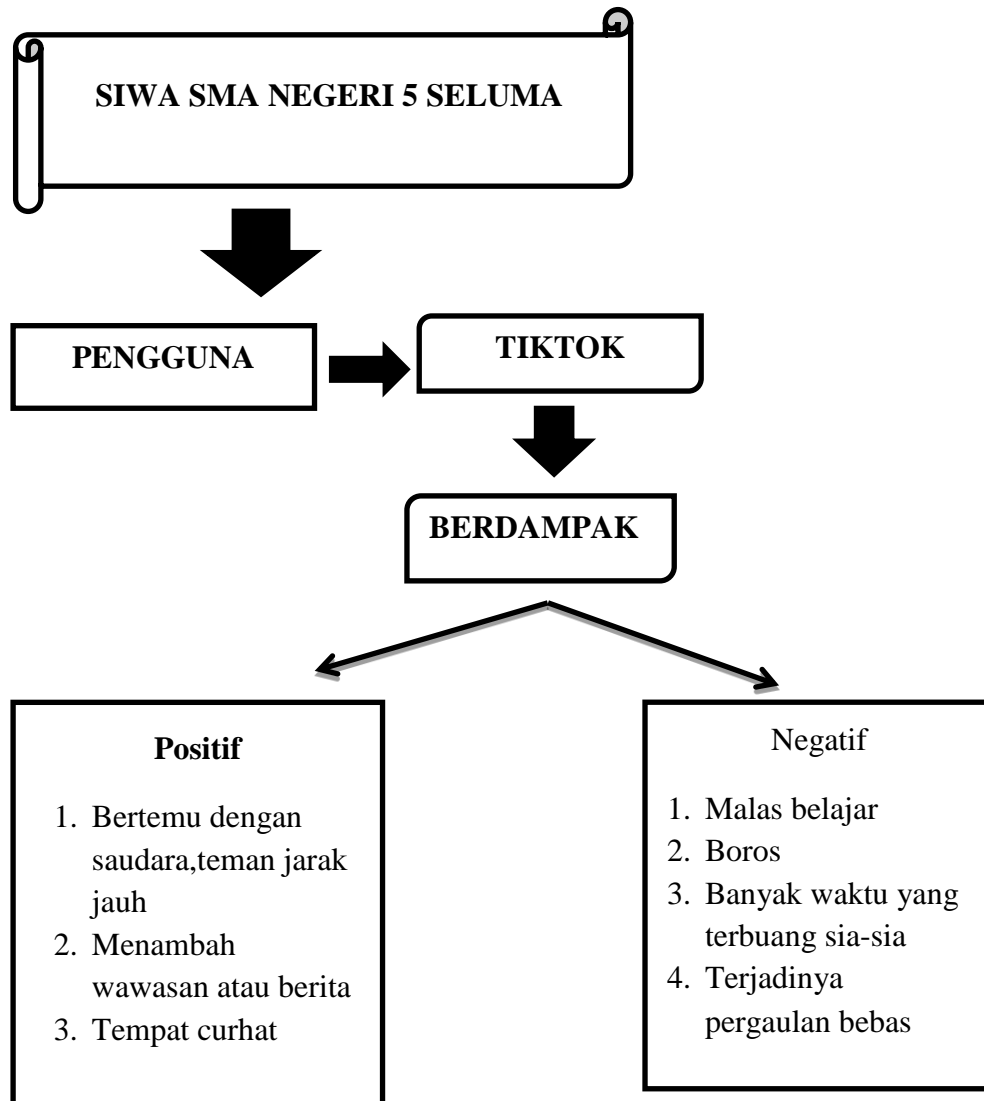 SIWA SMA NEGERI 5 SELUMA
PENGGUNA
TIKTOK
BERDAMPAK
Positif
1. Bertemu dengan
saudara,teman jarak
jauh
2. Menambah
wawasan atau berita
3. Tempat curhat
Negatif
1. Malas belajar
2. Boros
3. Banyak waktu yang
terbuang sia-sia
4. Terjadinya
pergaulan bebas